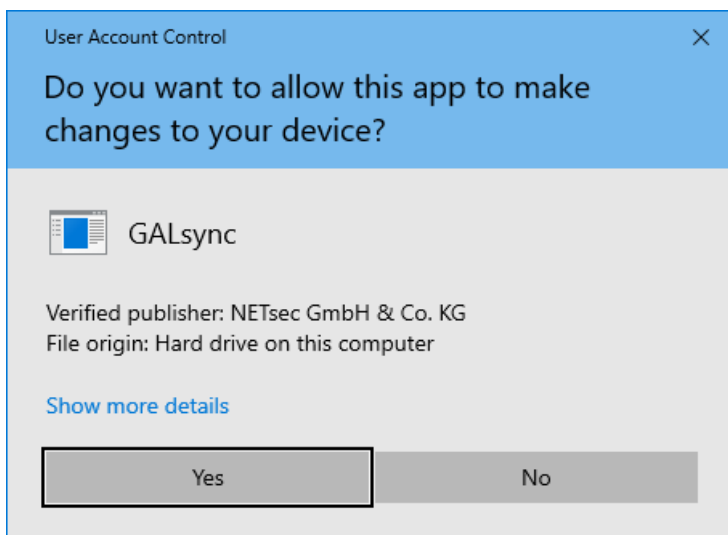 User Account Control
Do you want to allow this app to make
changes to your device?
GALsync
Verified publisher: NETsec GmbH & Co. KG
File origin: Hard drive on this computer
Show more details
Yes
No